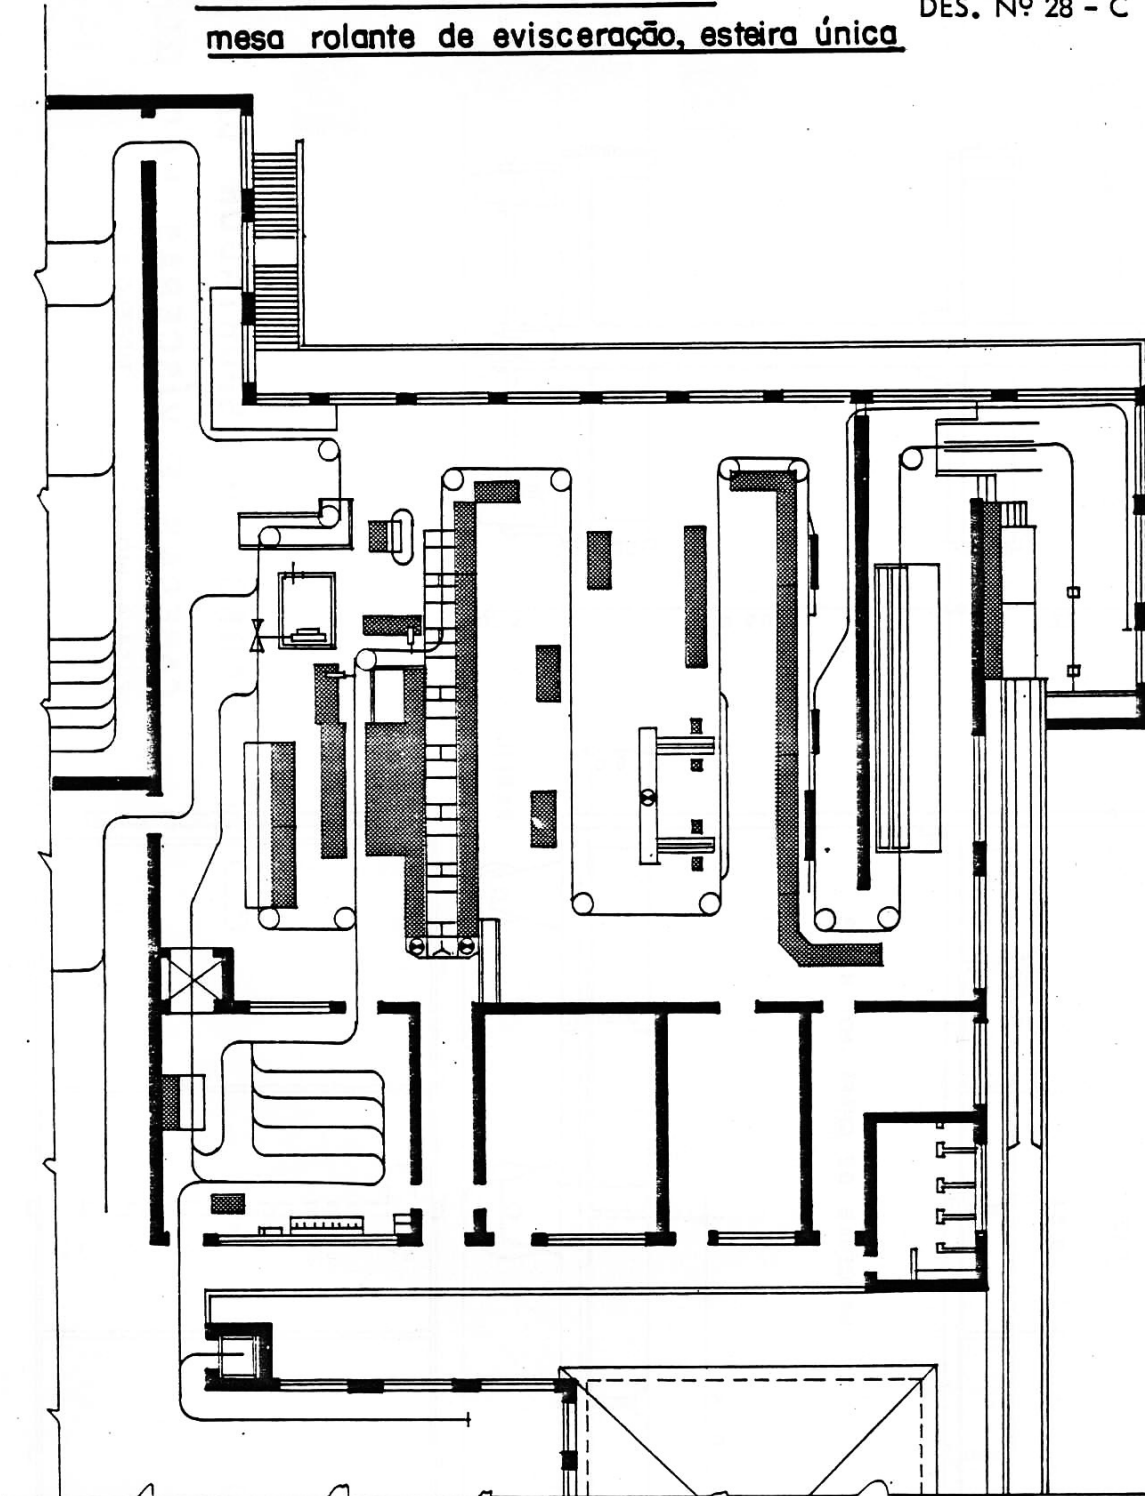 DES. Nº 28 - C
mesa rolante de evisceração, esteira única